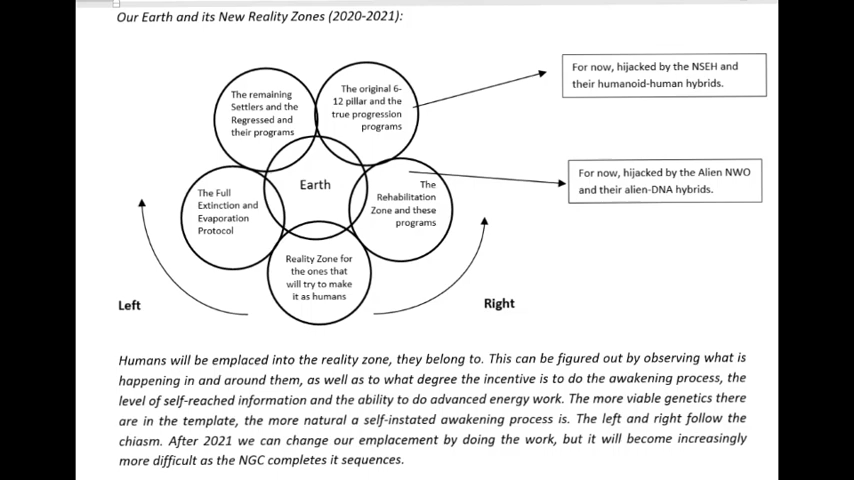 Our Earth and its New Reality Zones (2020-2021):
The remaining
Settlers and the
Regressed and
their programs
The original 6-
12 pillar and the
true progression
programs
For now, hijacked by the NSEH and
their humanoid-human hybrids.
Earth
The
Rehabilitation
Zone and these
programs
For now, hijacked by the Alien NWO
and their alien-DNA hybrids.
The Full
Extinction and
Evaporation
Protocol
Reality Zone for
the ones that
will try to make
it as humans
Left
Right
Humans will be emplaced into the reality zone, they belong to. This can be figured out by observing what is
happening in and around them, as well as to what degree the incentive is to do the awakening process, the
level of self-reached information and the ability to do advanced energy work. The more viable genetics there
are in the template, the more natural a self-instated awakening process is. The left and right follow the
chiasm. After 2021 we can change our emplacement by doing the work, but it will become increasingly
more difficult as the NGC completes it sequences.